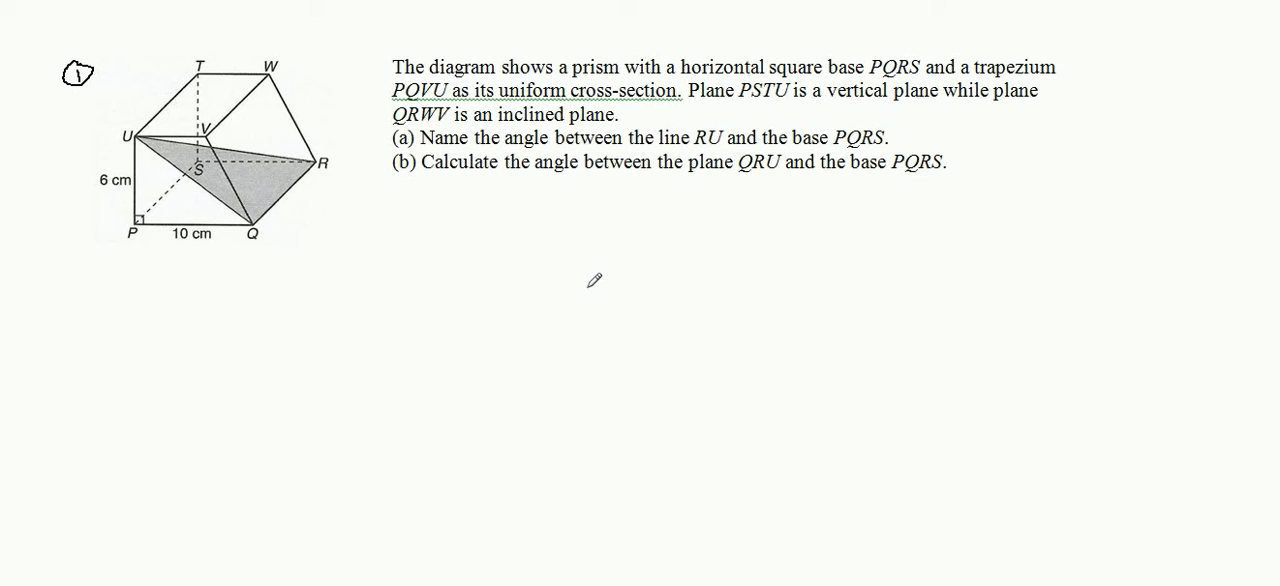 1
T W
The diagram shows a prism with a horizontal square base PQRS and a trapezium
PQVU as its uniform cross-section. Plane PSTU is a vertical plane while plane
QRWV is an inclined plane.
U V
(a) Name the angle between the line RU and the base PQRS.
S R
(b) Calculate the angle between the plane QRU and the base PQRS.
6 cm
P 10 cm Q